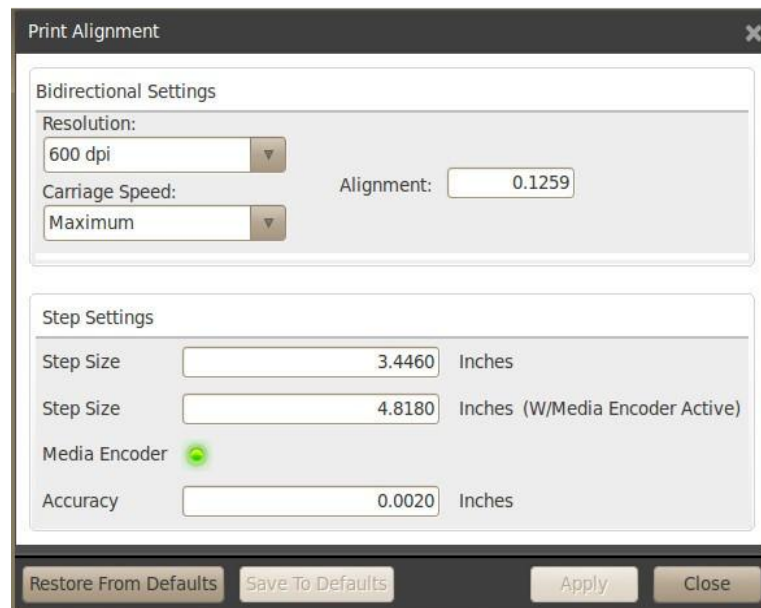 Print Alignment
Bidirectional Settings
Resolution:
600 dpi
Carriage Speed:
Maximum
Alignment: 0.1259
Step Settings
Step Size 3.4460 Inches
Step Size 4.8180 Inches (W/Media Encoder Active)
Media Encoder
Accuracy 0.0020 Inches
Restore From Defaults Save To Defaults Apply Close